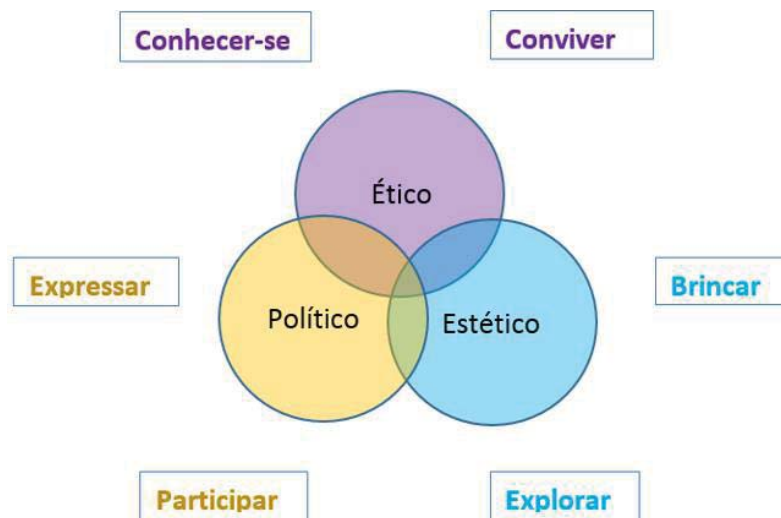 Conhecer-se
Conviver
Ético
Expressar
Brincar
Político
Estético
Participar
Explorar